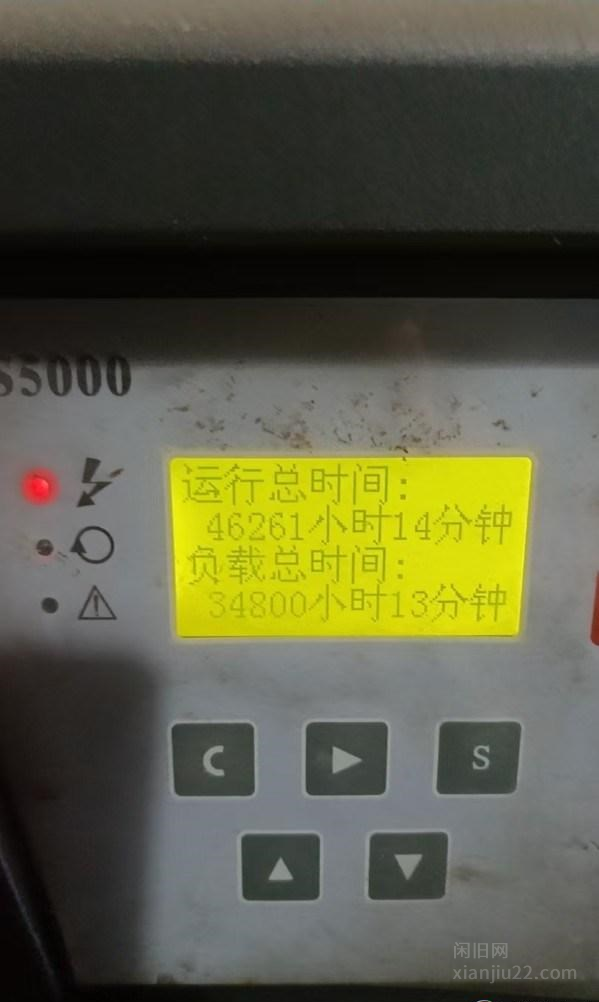 S5000
运行总时间：
46261小时14分钟
负载总时间：
34800小时13分钟
C
S
闲旧网
xianjiu22.com